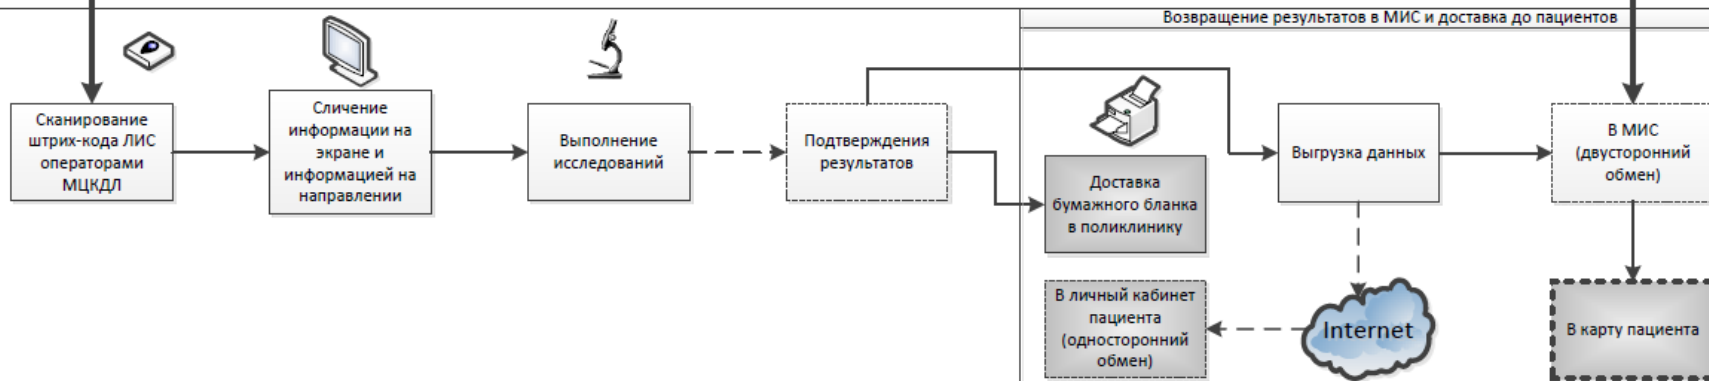 Возвращение результатов в МИС и доставка до пациентов
Сканирование
штрих-кода ЛИС
операторами
МЦКДЛ
Сличение
информации на
экране и
информацией на
направлении
Выполнение
исследований
Подтверждения
результатов
Доставка
бумажного бланка
в поликлинику
Выгрузка данных
В МИС
(двусторонний
обмен)
В личный кабинет
пациента
(односторонний
обмен)
Internet
В карту пациента